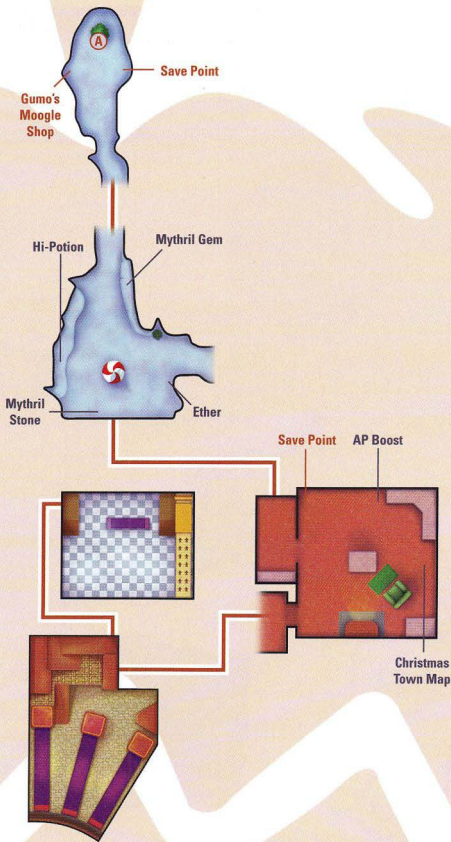 A
Save Point
Gumo's
Moogle
Shop
Hi-Potion
Mythril Gem
Mythril
Stone
Ether
Save Point
AP Boost
Christmas
Town Map